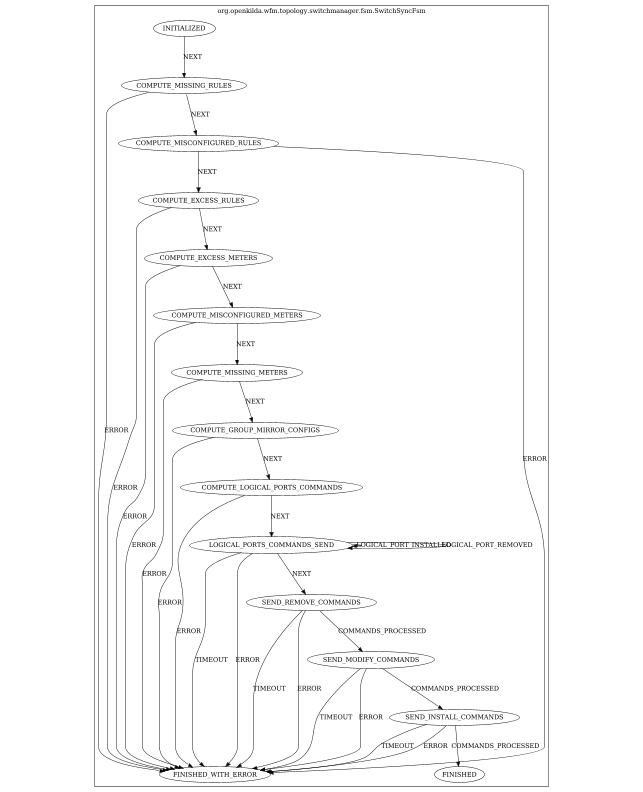 org.openkilda.wfm.topology.switchmanager.fsm.SwitchSyncFsm
INITIALIZED
NEXT
COMPUTE_MISSING_RULES
NEXT
COMPUTE_MISCONFIGURED_RULES
NEXT
COMPUTE_EXCESS_RULES
NEXT
COMPUTE_EXCESS_METERS
NEXT
COMPUTE_MISCONFIGURED_METERS
NEXT
COMPUTE_MISSING_METERS
NEXT
COMPUTE_GROUP_MIRROR_CONFIGS
ERROR
NEXT
ERROR
COMPUTE_LOGICAL_PORTS_COMMANDS
ERROR
ERROR
NEXT
ERROR
LOGICAL_PORTS_COMMANDS_SEND
LOGICAL_PORT_INSTALLED
LOGICAL_PORT_REMOVED
ERROR
NEXT
ERROR
SEND_REMOVE_COMMANDS
ERROR
COMMANDS_PROCESSED
TIMEOUT
ERROR
SEND_MODIFY_COMMANDS
TIMEOUT
ERROR
COMMANDS_PROCESSED
TIMEOUT
ERROR
SEND_INSTALL_COMMANDS
TIMEOUT
ERROR
COMMANDS_PROCESSED
FINISHED_WITH_ERROR
FINISHED